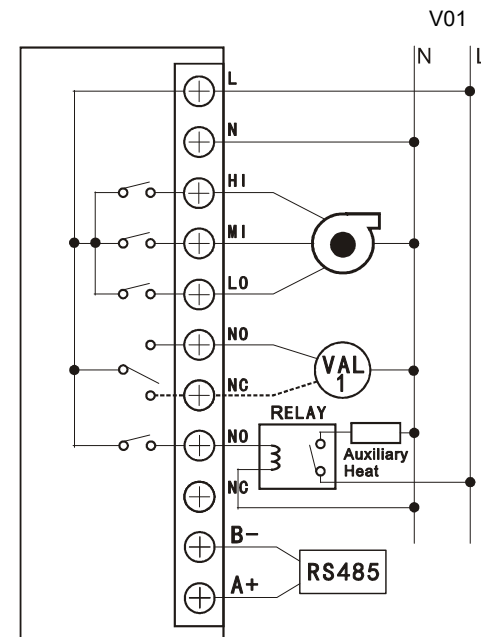 V01
N L
L
N
HI
MI
LO
NO
NC
VAL
1
RELAY
NO
Auxiliary
Heat
NC
B-
A+
RS485